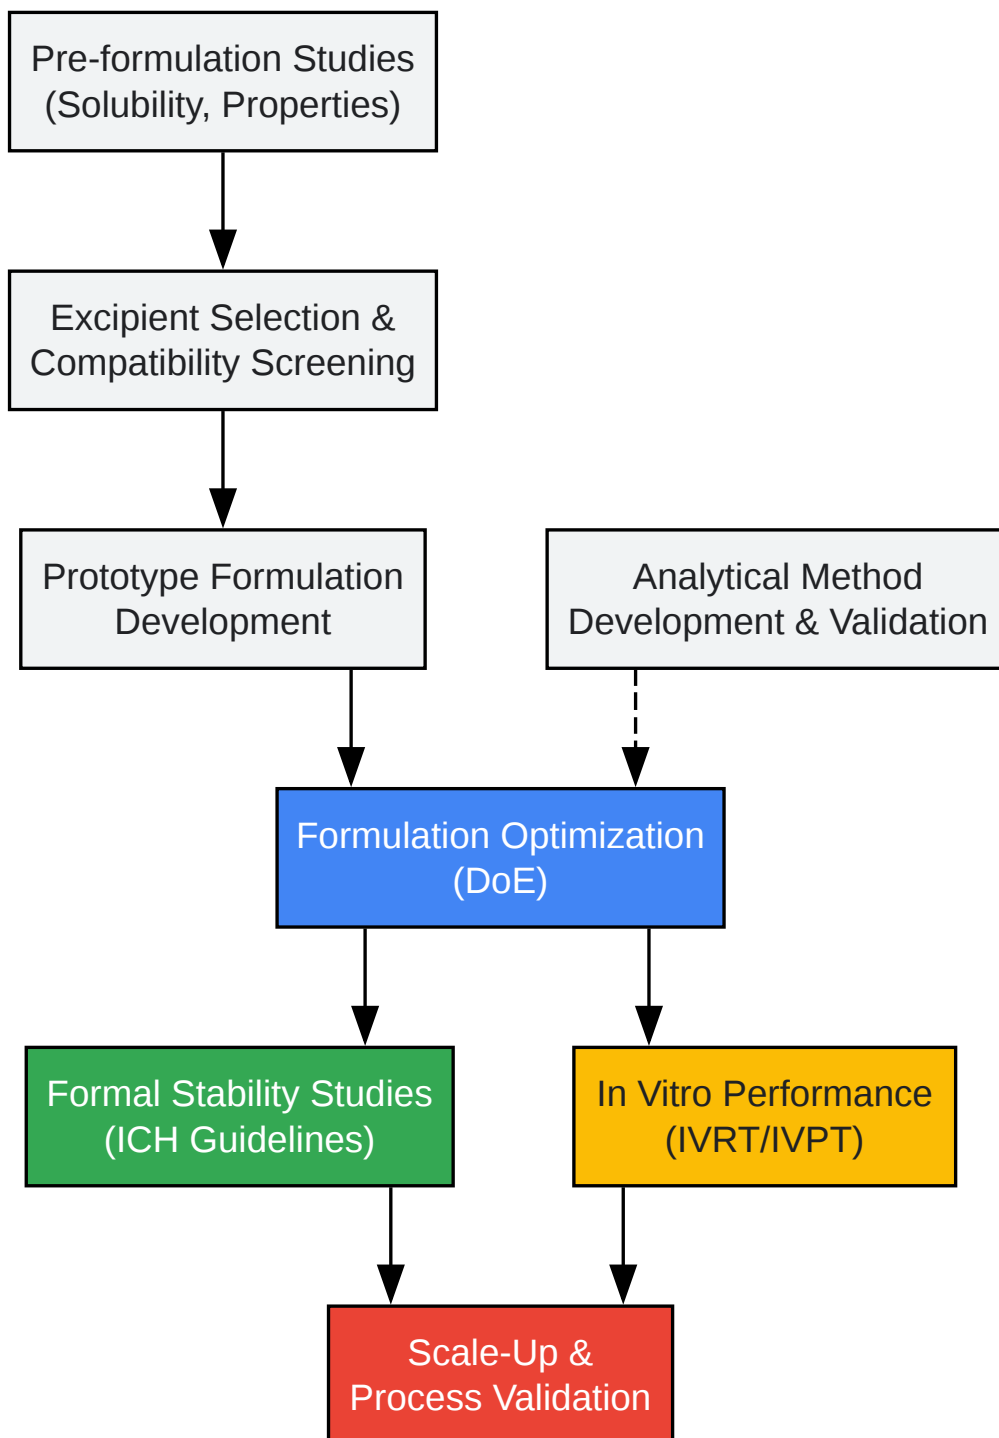 Pre-formulation Studies
(Solubility, Properties)
Excipient Selection &
Compatibility Screening
Prototype Formulation
Development
Analytical Method
Development & Validation
Formulation Optimization
(DoE)
Formal Stability Studies
(ICH Guidelines)
In Vitro Performance
(IVRT/IVPT)
Scale-Up &
Process Validation